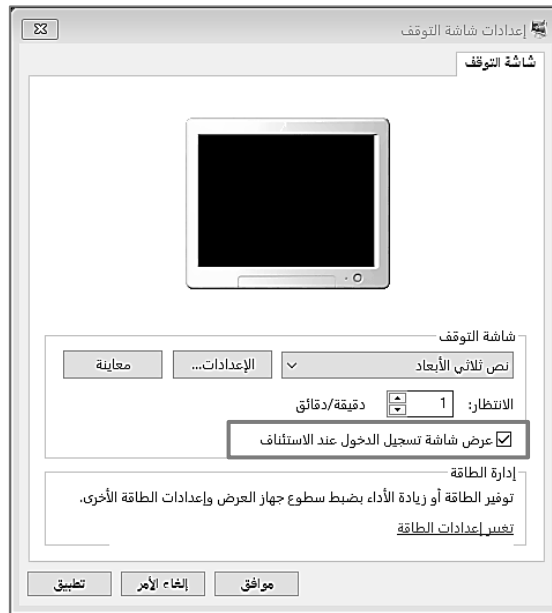 إعدادات شاشة التوقف
شاشة التوقف
شاشة التوقف
نص ثلاثي الأبعاد
الإعدادات...
معاينة
الانتظار: 1 دقيقة/دقائق
عرض شاشة تسجيل الدخول عند الاستئناف
إدارة الطاقة
توفير الطاقة أو زيادة الأداء بضبط سطوع جهاز العرض وإعدادات الطاقة الأخرى.
تغيير إعدادات الطاقة
موافق
إلغاء الأمر
تطبيق